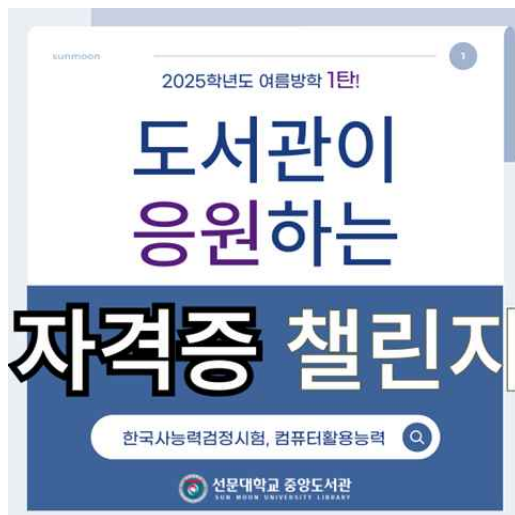 sunmoon
1
2025학년도 여름방학 1탄!
도서관이
응원하는
자격증 챌린지
한국사능력검정시험, 컴퓨터활용능력
선문대학교 중앙도서관
SUN MOON UNIVERSITY LIBRARY